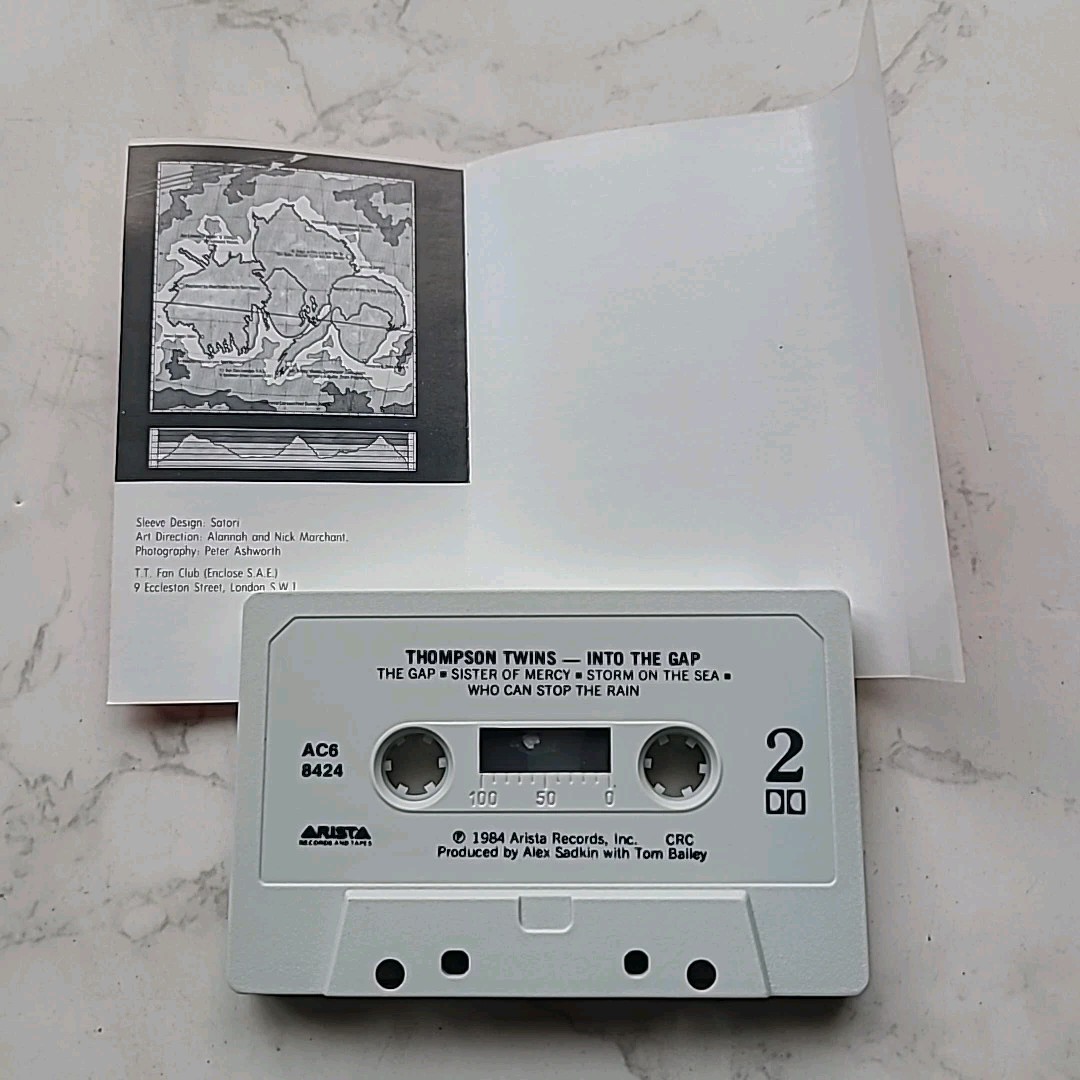 Sleeve Design: Satori
Art Direction: Alannah and Nick Marchant.
Photography: Peter Ashworth
T.T. Fan Club (Enclose S.A.E.)
9 Eccleston Street, London S.W.1
THOMPSON TWINS — INTO THE GAP
THE GAP ▪ SISTER OF MERCY ▪ STORM ON THE SEA ▪
WHO CAN STOP THE RAIN
AC6
8424
2
100 50 0
ARISTA
RECORDS AND TAPES
℗ 1984 Arista Records, Inc. CRC
Produced by Alex Sadkin with Tom Bailey